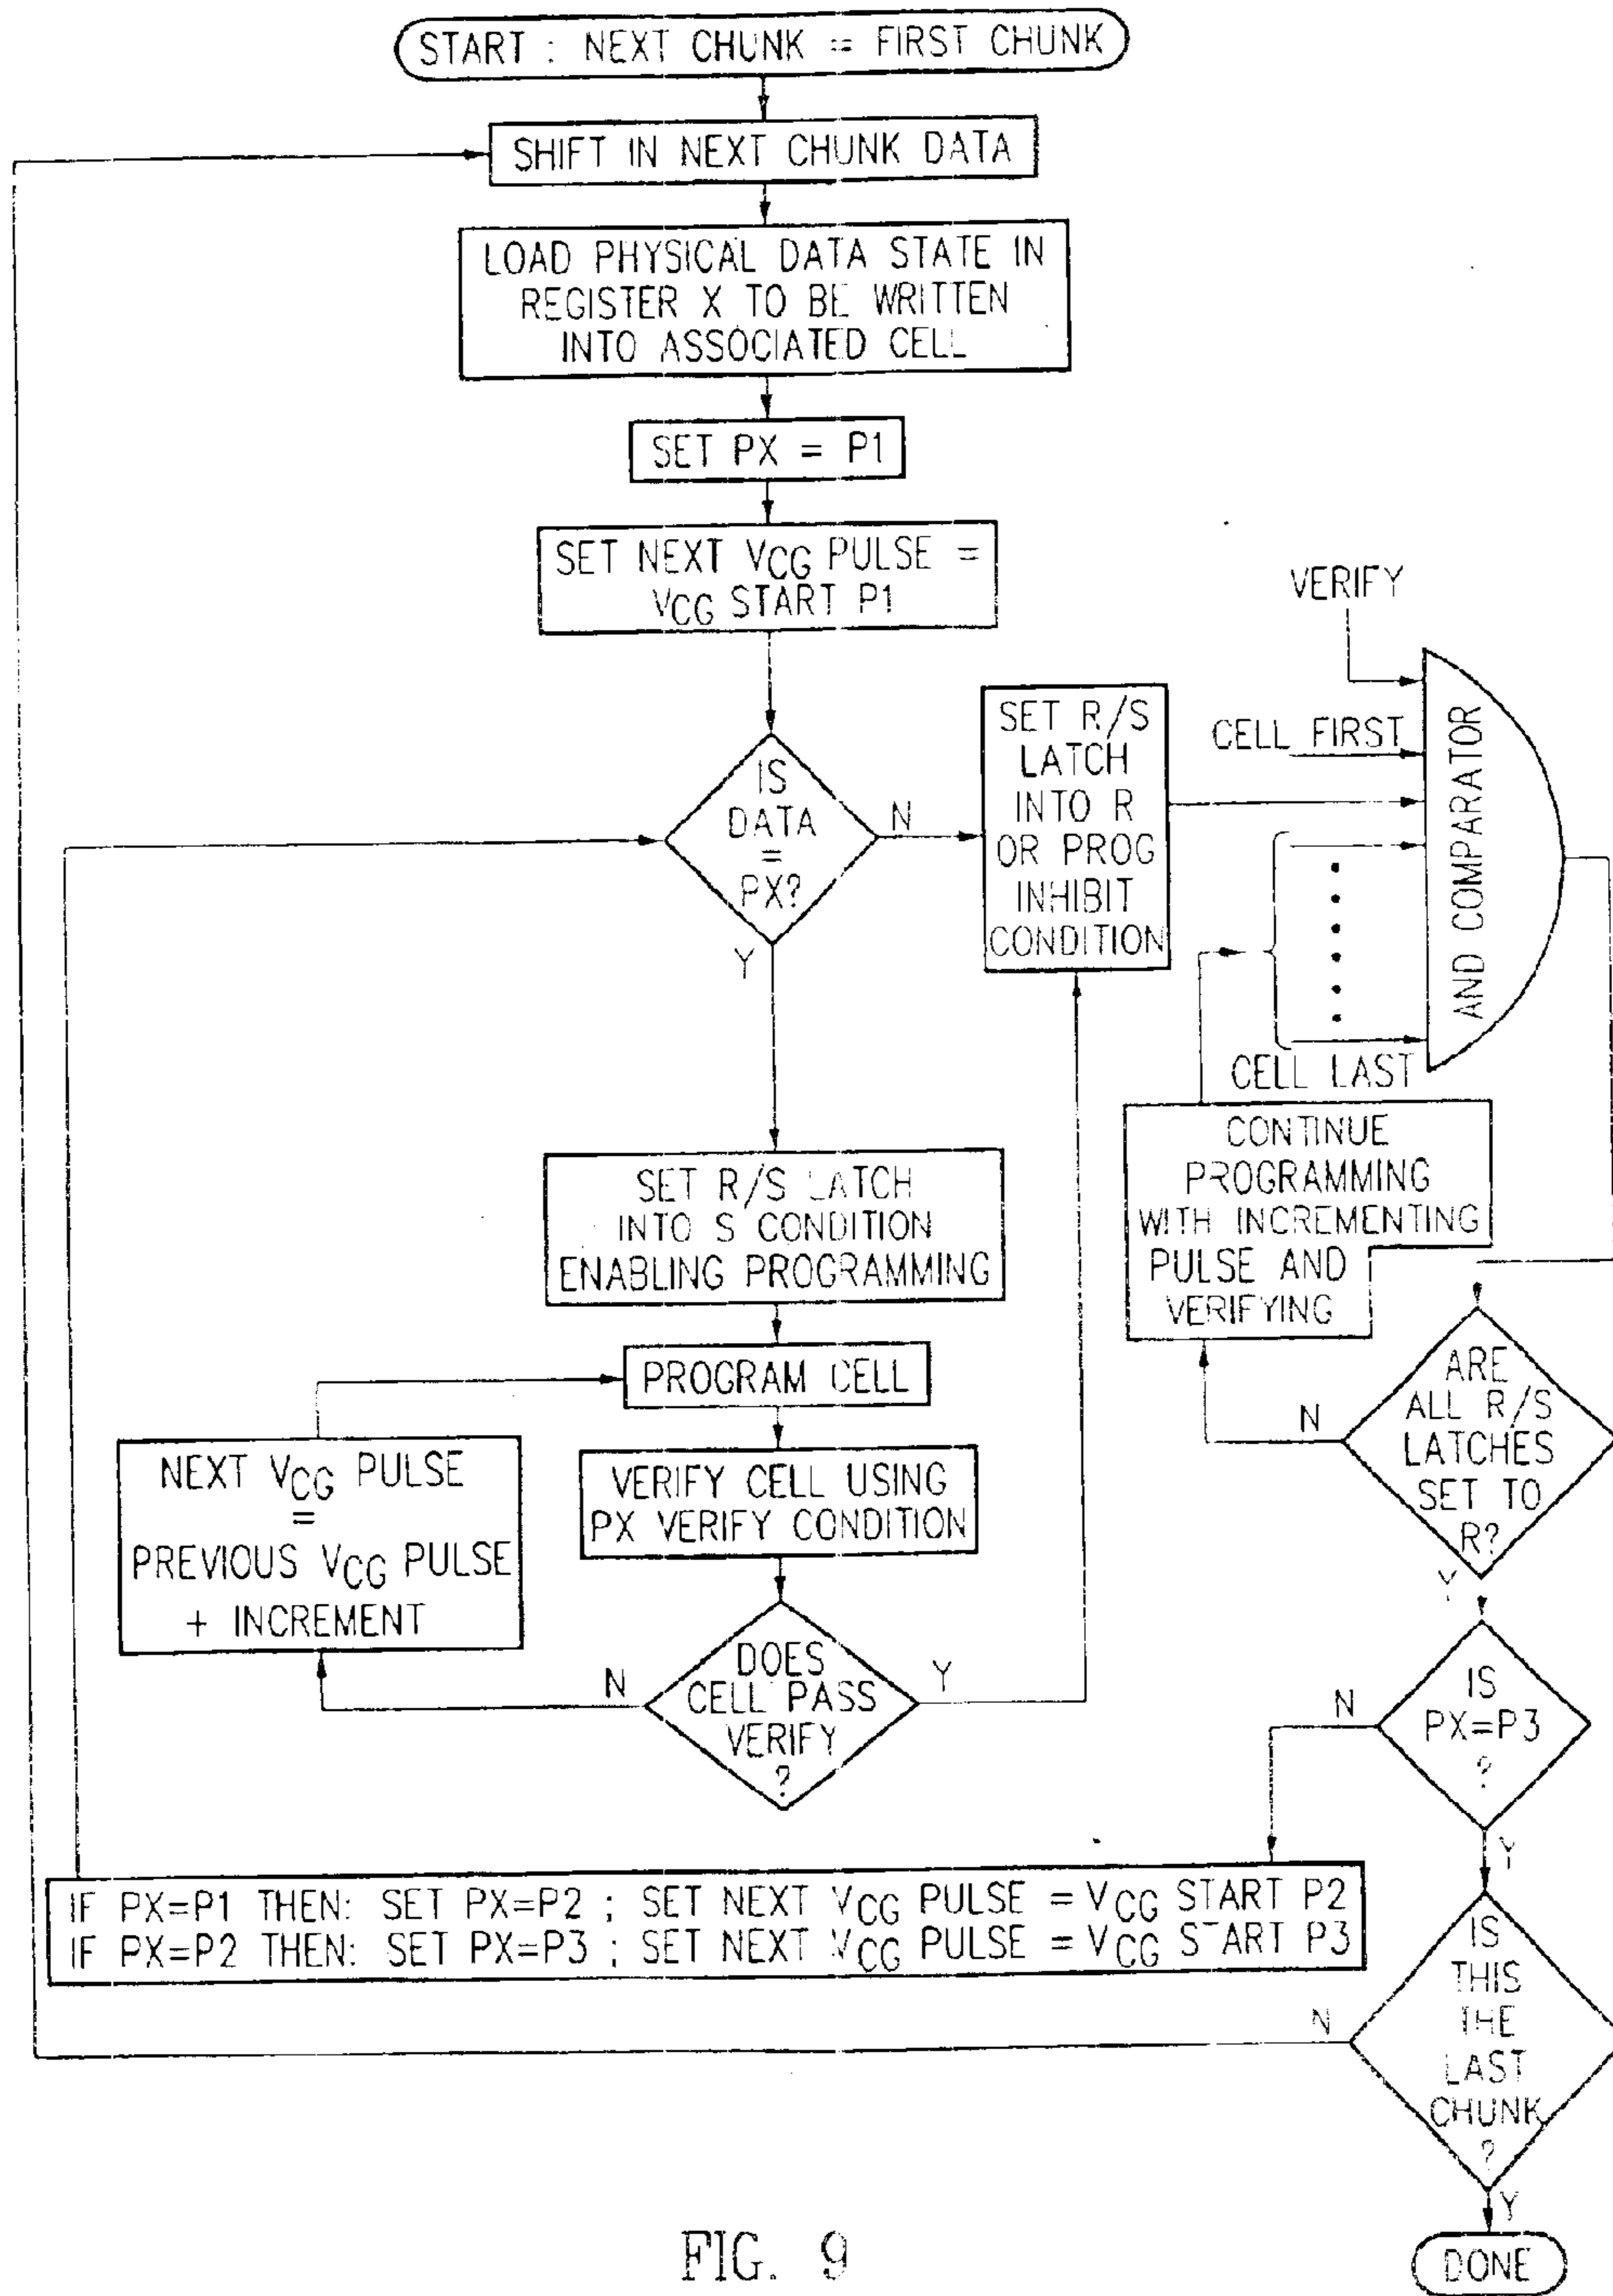 START : NEXT CHUNK = FIRST CHUNK
SHIFT IN NEXT CHUNK DATA
LOAD PHYSICAL DATA STATE IN
REGISTER X TO BE WRITTEN
INTO ASSOCIATED CELL
SET PX = P1
SET NEXT VCG PULSE =
VCG START P1
IS
DATA
=
PX?
N
Y
SET R/S
LATCH
INTO R
OR PROG
INHIBIT
CONDITION
VERIFY
CELL FIRST
CELL LAST
AND COMPARATOR
SET R/S LATCH
INTO S CONDITION
ENABLING PROGRAMMING
PROGRAM CELL
VERIFY CELL USING
PX VERIFY CONDITION
NEXT VCG PULSE
=
PREVIOUS VCG PULSE
+ INCREMENT
DOES
CELL PASS
VERIFY
?
N
Y
CONTINUE
PROGRAMMING
WITH INCREMENTING
PULSE AND
VERIFYING
ARE
ALL R/S
LATCHES
SET TO
R?
N
Y
IS
PX=P3
?
N
Y
IF PX=P1 THEN: SET PX=P2 ; SET NEXT VCG PULSE = VCG START P2
IF PX=P2 THEN: SET PX=P3 ; SET NEXT VCG PULSE = VCG START P3
IS
THIS
THE
LAST
CHUNK
?
N
Y
DONE
FIG. 9